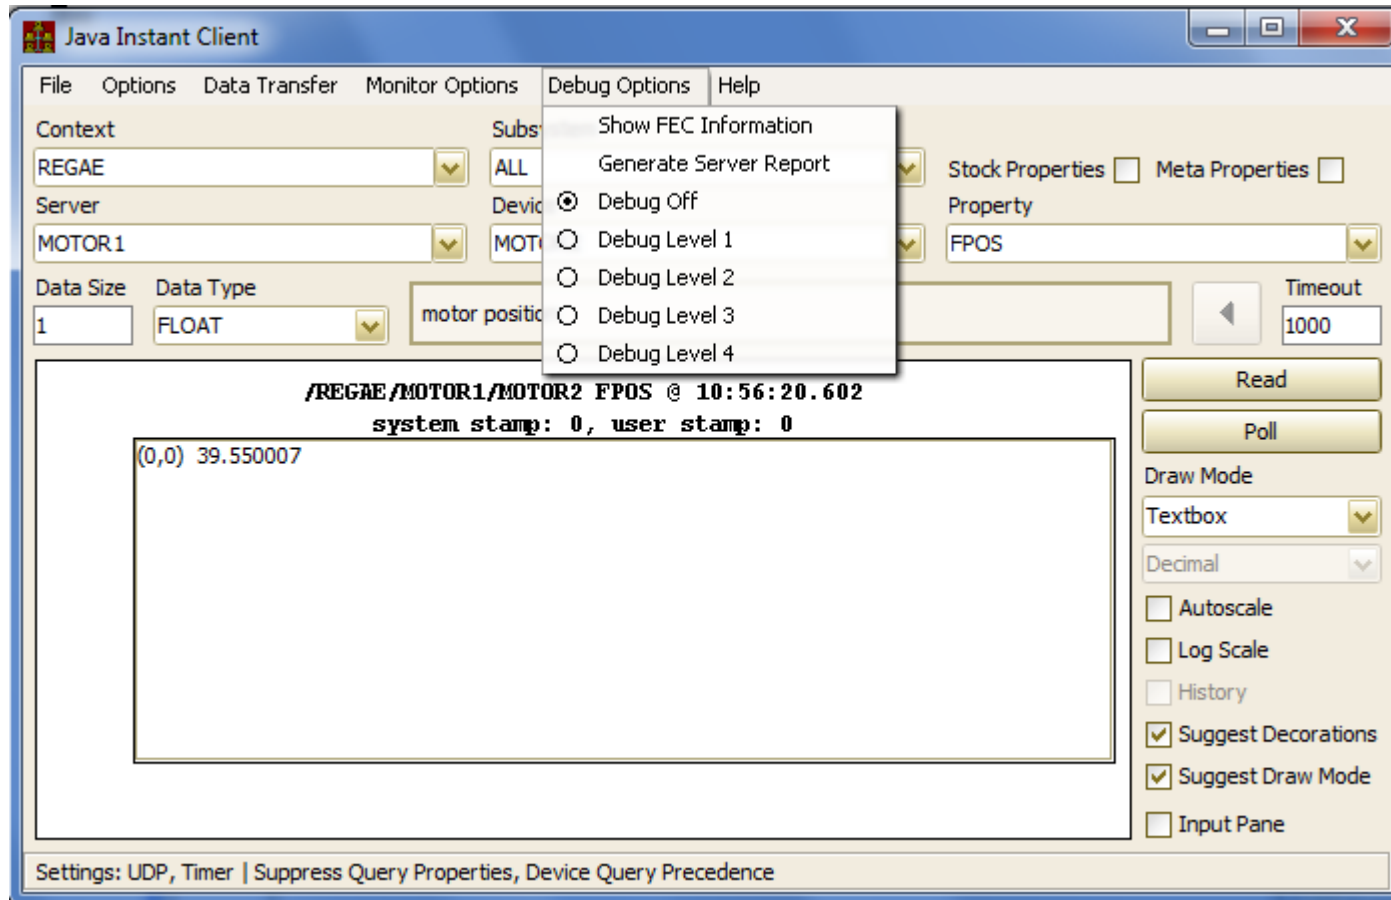 Java Instant Client
File Options Data Transfer Monitor Options Debug Options Help
Context Subs
Show FEC Information
REGAE ALL
Generate Server Report
Stock Properties Meta Properties
Server Devic
Debug Off
Property
MOTOR1 MOT
Debug Level 1
FPOS
Data Size Data Type
Debug Level 2
Timeout
1 FLOAT motor positic
Debug Level 3
1000
Debug Level 4
/REGAE/MOTOR1/MOTOR2 FPOS @ 10:56:20.602
system stamp: 0, user stamp: 0
(0,0) 39.550007
Read
Poll
Draw Mode
Textbox
Decimal
Autoscale
Log Scale
History
Suggest Decorations
Suggest Draw Mode
Input Pane
Settings: UDP, Timer | Suppress Query Properties, Device Query Precedence